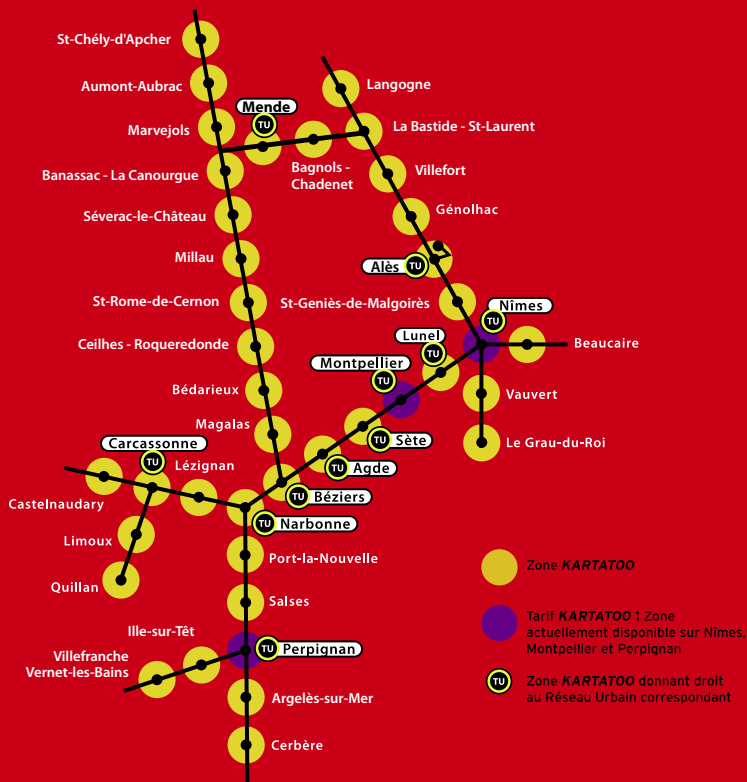 St-Chély-d'Apcher
Aumont-Aubrac
Marvejols
Banassac - La Canourgue
Séverac-le-Château
Millau
St-Rome-de-Cernon
Ceilhes - Roqueredonde
Bédarieux
Magalas
Mende
TU
Bagnols -
Chadenet
Langogne
La Bastide - St-Laurent
Villefort
Génolhac
Alès
TU
St-Geniès-de-Malgoirès
Nîmes
TU
Beaucaire
Vauvert
Le Grau-du-Roi
Lunel
TU
Montpellier
TU
TU
Sète
TU
Agde
TU
Béziers
TU
Narbonne
Carcassonne
TU
Lézignan
Castelnaudary
Limoux
Quillan
Port-la-Nouvelle
Salses
Ille-sur-Têt
Villefranche
Vernet-les-Bains
TU
Perpignan
Argelès-sur-Mer
Cerbère
Zone KARTATOO
Tarif KARTATOO 1 Zone
actuellement disponible sur Nîmes,
Montpellier et Perpignan
TU
Zone KARTATOO donnant droit
au Réseau Urbain correspondant